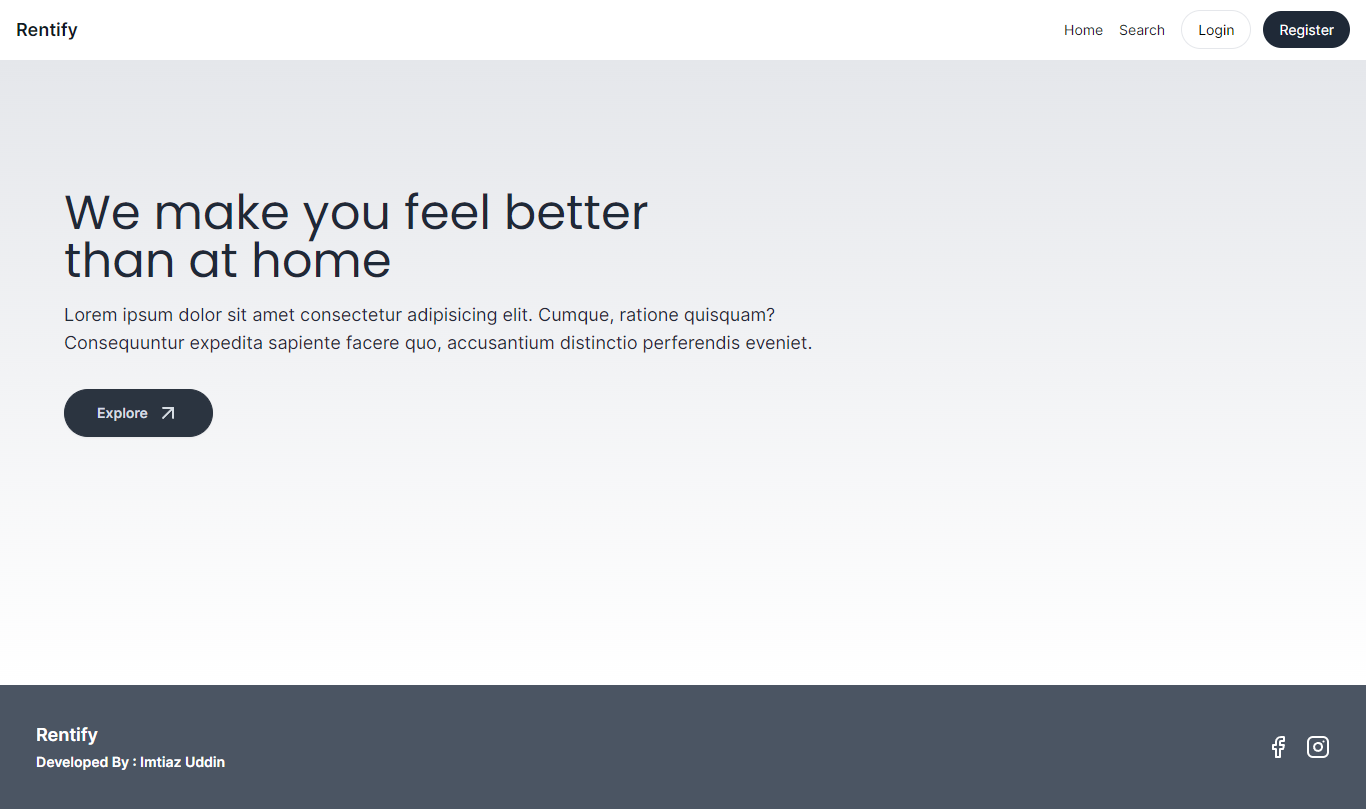 Rentify
Home Search Login Register
We make you feel better
than at home
Lorem ipsum dolor sit amet consectetur adipisicing elit. Cumque, ratione quisquam?
Consequuntur expedita sapiente facere quo, accusantium distinctio perferendis eveniet.
Explore
Rentify
Developed By : Imtiaz Uddin